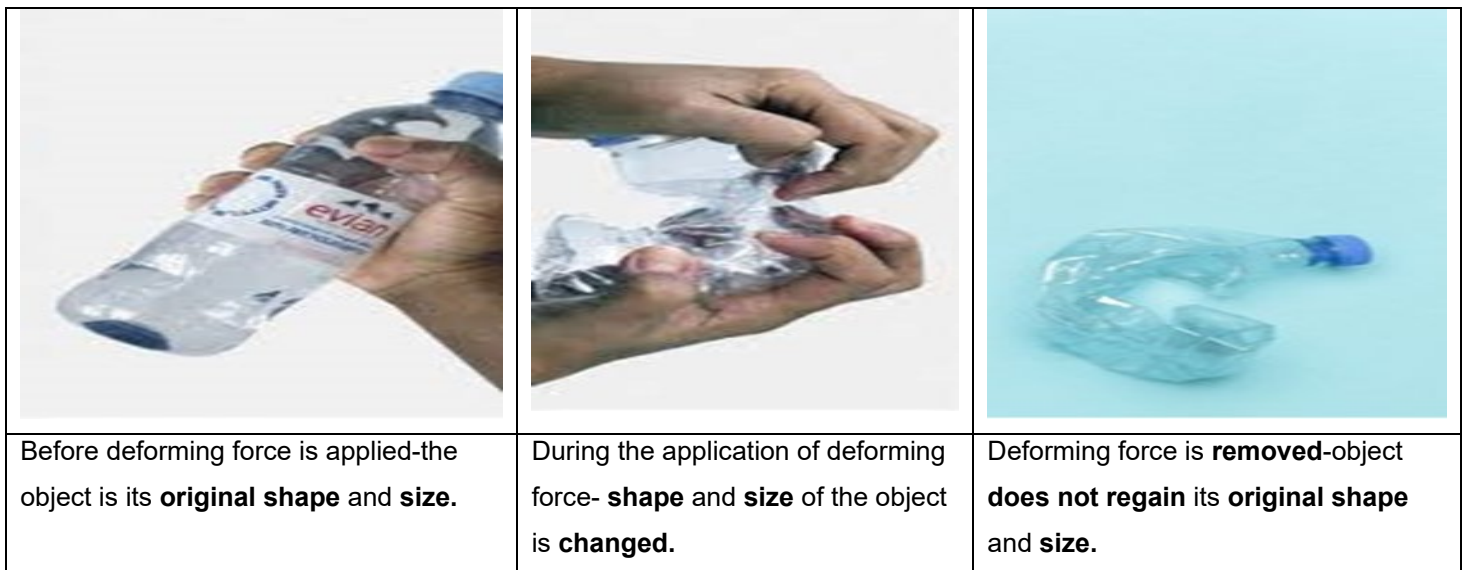 evian
Before deforming force is applied-the
object is its original shape and size.
During the application of deforming
force- shape and size of the object
is changed.
Deforming force is removed-object
does not regain its original shape
and size.